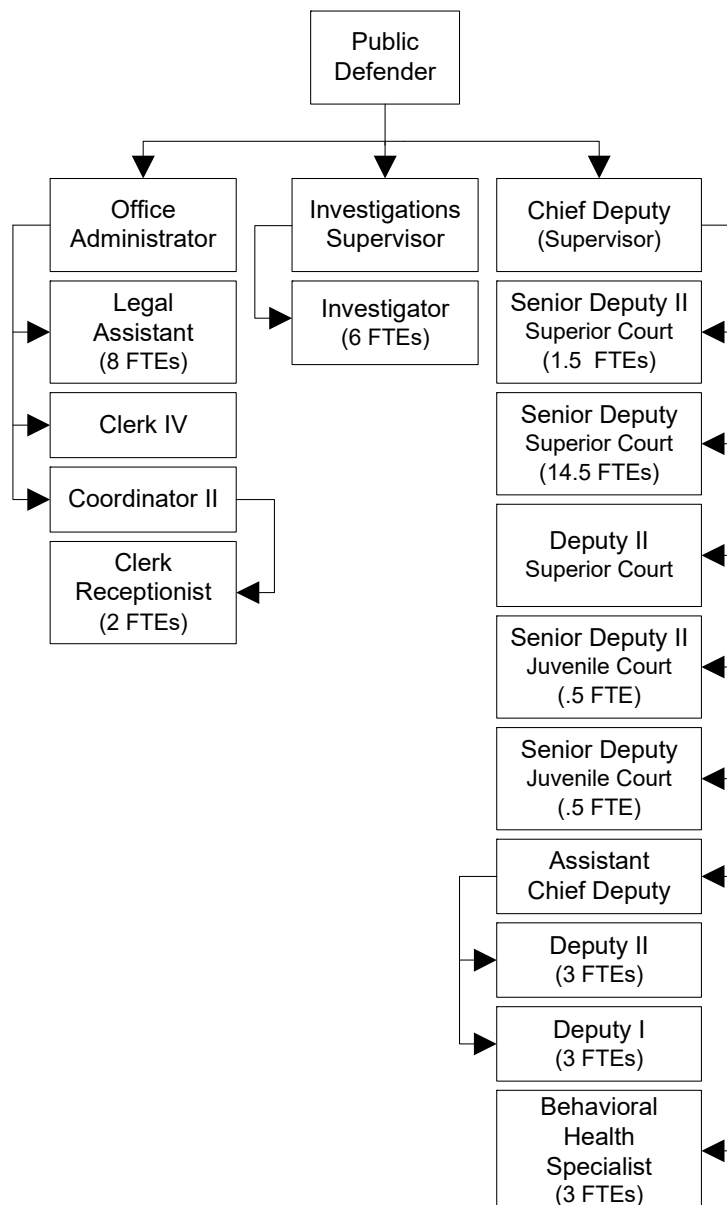 Public
Defender
Office
Administrator
Investigations
Supervisor
Chief Deputy
(Supervisor)
Legal
Assistant
(8 FTEs)
Investigator
(6 FTEs)
Senior Deputy II
Superior Court
(1.5  FTEs)
Clerk IV
Senior Deputy
Superior Court
(14.5 FTEs)
Coordinator II
Clerk
Receptionist
(2 FTEs)
Deputy II
Superior Court
Senior Deputy II
Juvenile Court
(.5 FTE)
Senior Deputy
Juvenile Court
(.5 FTE)
Assistant
Chief Deputy
Deputy II
(3 FTEs)
Deputy I
(3 FTEs)
Behavioral
Health
Specialist
(3 FTEs)